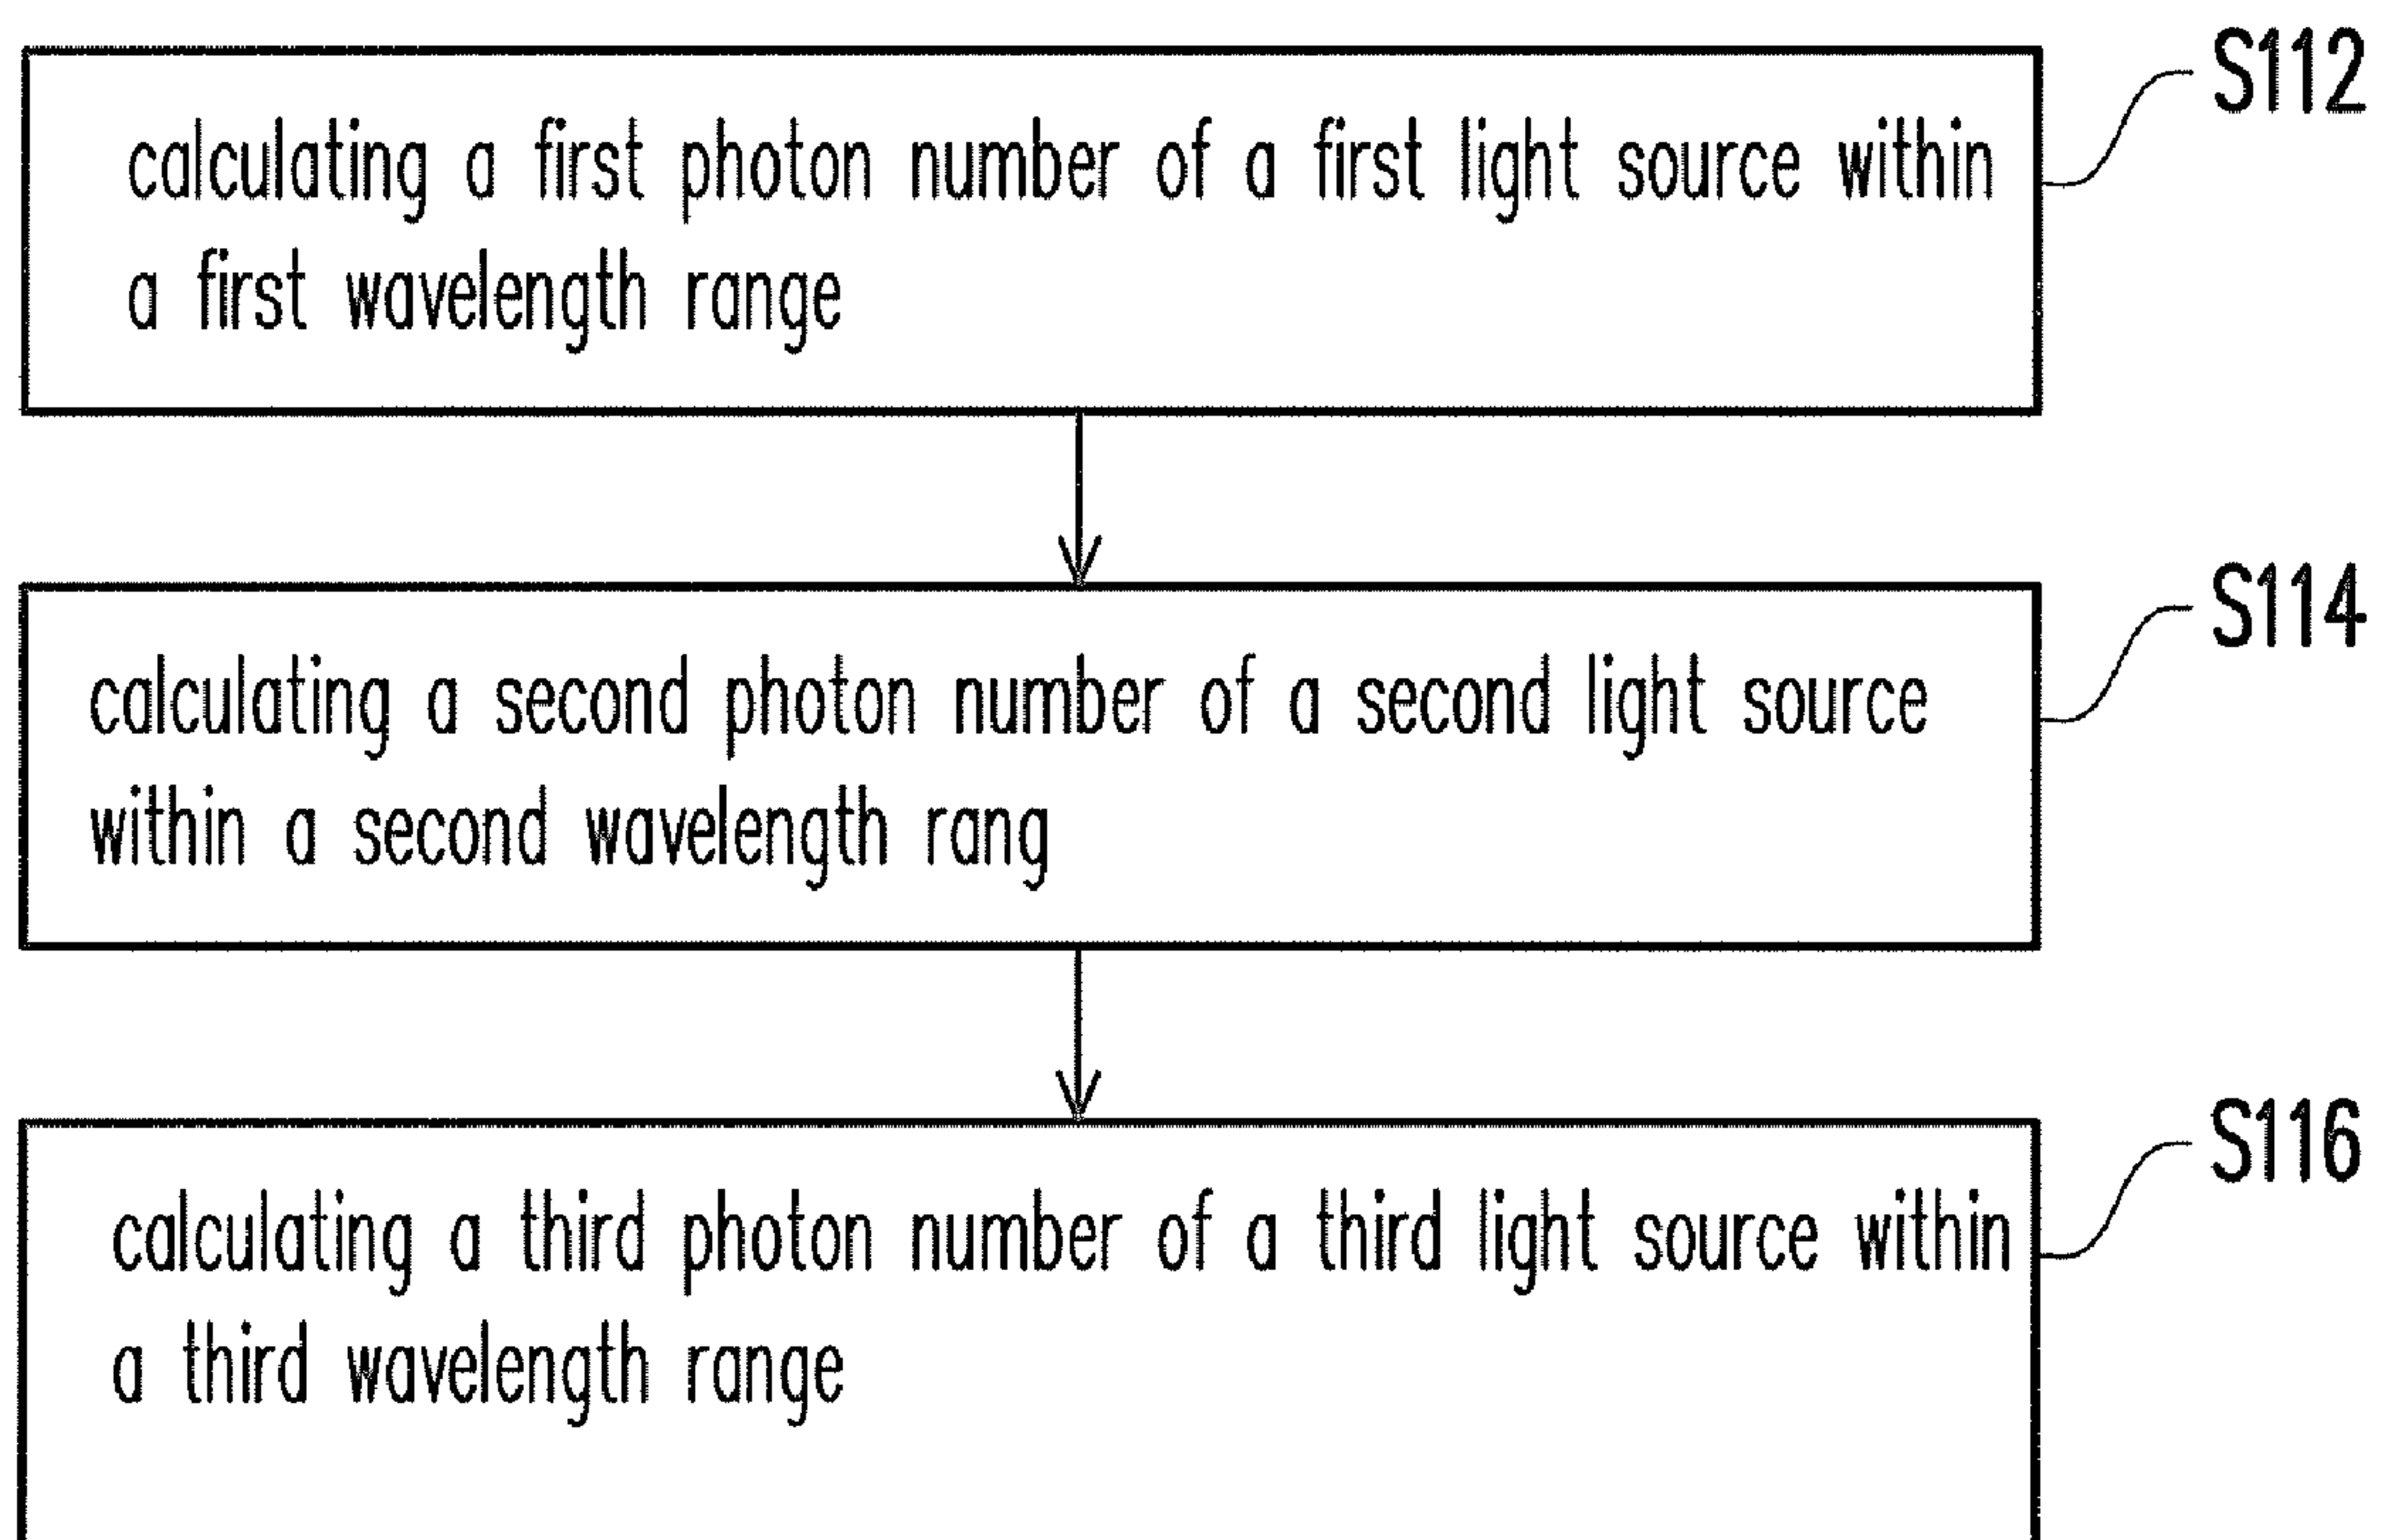 S112
calculating a first photon number of a first light source within
a first wavelength range
S114
calculating a second photon number of a second light source
within a second wavelength rang
S116
calculating a third photon number of a third light source within
a third wavelength range